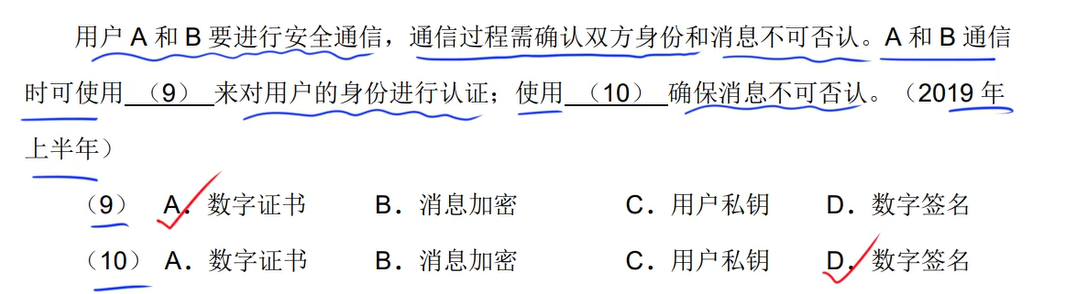 用户 A 和 B 要进行安全通信，通信过程需确认双方身份和消息不可否认。A 和 B 通信
时可使用 （9） 来对用户的身份进行认证；使用 （10） 确保消息不可否认。（2019 年
上半年）
（9） A．数字证书 B．消息加密 C．用户私钥 D．数字签名
（10） A．数字证书 B．消息加密 C．用户私钥 D．数字签名